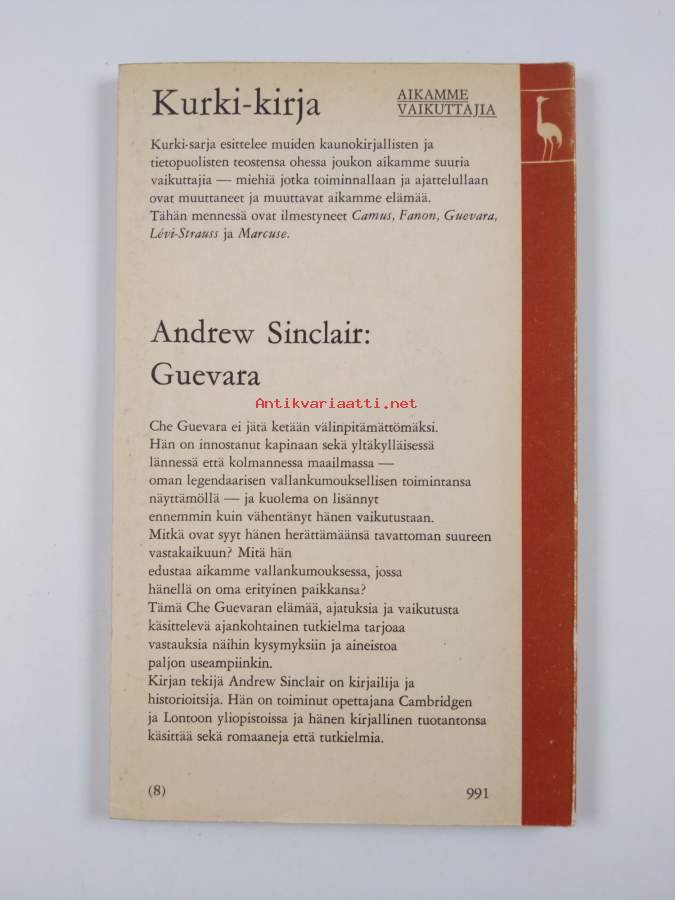 Kurki-kirja
AIKAMME
VAIKUTTAJIA
Kurki-sarja esittelee muiden kaunokirjallisten ja
tietopuolisten teostensa ohessa joukon aikamme suuria
vaikuttajia — miehiä jotka toiminnallaan ja ajattelullaan
ovat muuttaneet ja muuttavat aikamme elämää.
Tähän mennessä ovat ilmestyneet Camus, Fanon, Guevara,
Lévi-Strauss ja Marcuse.
Andrew Sinclair:
Guevara
Antikvariaatti.net
Che Guevara ei jätä ketään välinpitämättömäksi.
Hän on innostanut kapinaan sekä yltäkylläisessä
lännessä että kolmannessa maailmassa —
oman legendaarisen vallankumouksellisen toimintansa
näyttämöllä — ja kuolema on lisännyt
ennemmin kuin vähentänyt hänen vaikutustaan.
Mitkä ovat syyt hänen herättämäänsä tavattoman suureen
vastakaikuun? Mitä hän
edustaa aikamme vallankumouksessa, jossa
hänellä on oma erityinen paikkansa?
Tämä Che Guevaran elämää, ajatuksia ja vaikutusta
käsittelevä ajankohtainen tutkielma tarjoaa
vastauksia näihin kysymyksiin ja aineistoa
paljon useampiinkin.
Kirjan tekijä Andrew Sinclair on kirjailija ja
historioitsija. Hän on toiminut opettajana Cambridgen
ja Lontoon yliopistoissa ja hänen kirjallinen tuotantonsa
käsittää sekä romaaneja että tutkielmia.
(8)
991